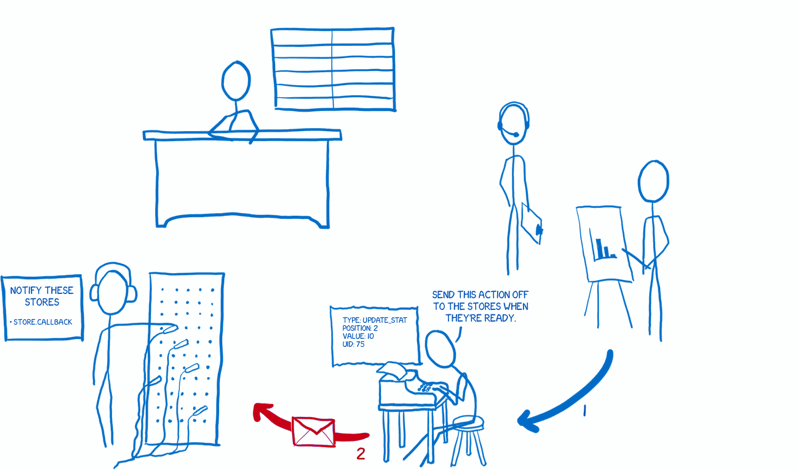 SEND THIS ACTION OFF
TO THE STORES WHEN
THEY'RE READY.
NOTIFY THESE
STORES
• STORE.CALLBACK
TYPE: UPDATE_STAT
POSITION: 2
VALUE: 10
UID: 75
1
2